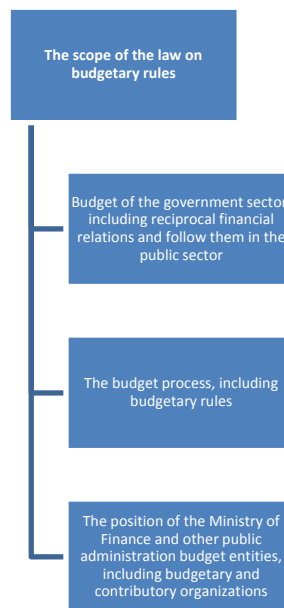 The scope of the law on
budgetary rules
Budget of the government sector
including reciprocal financial
relations and follow them in the
public sector
The budget process, including
budgetary rules
The position of the Ministry of
Finance and other public
administration budget entities,
including budgetary and
contributory organizations